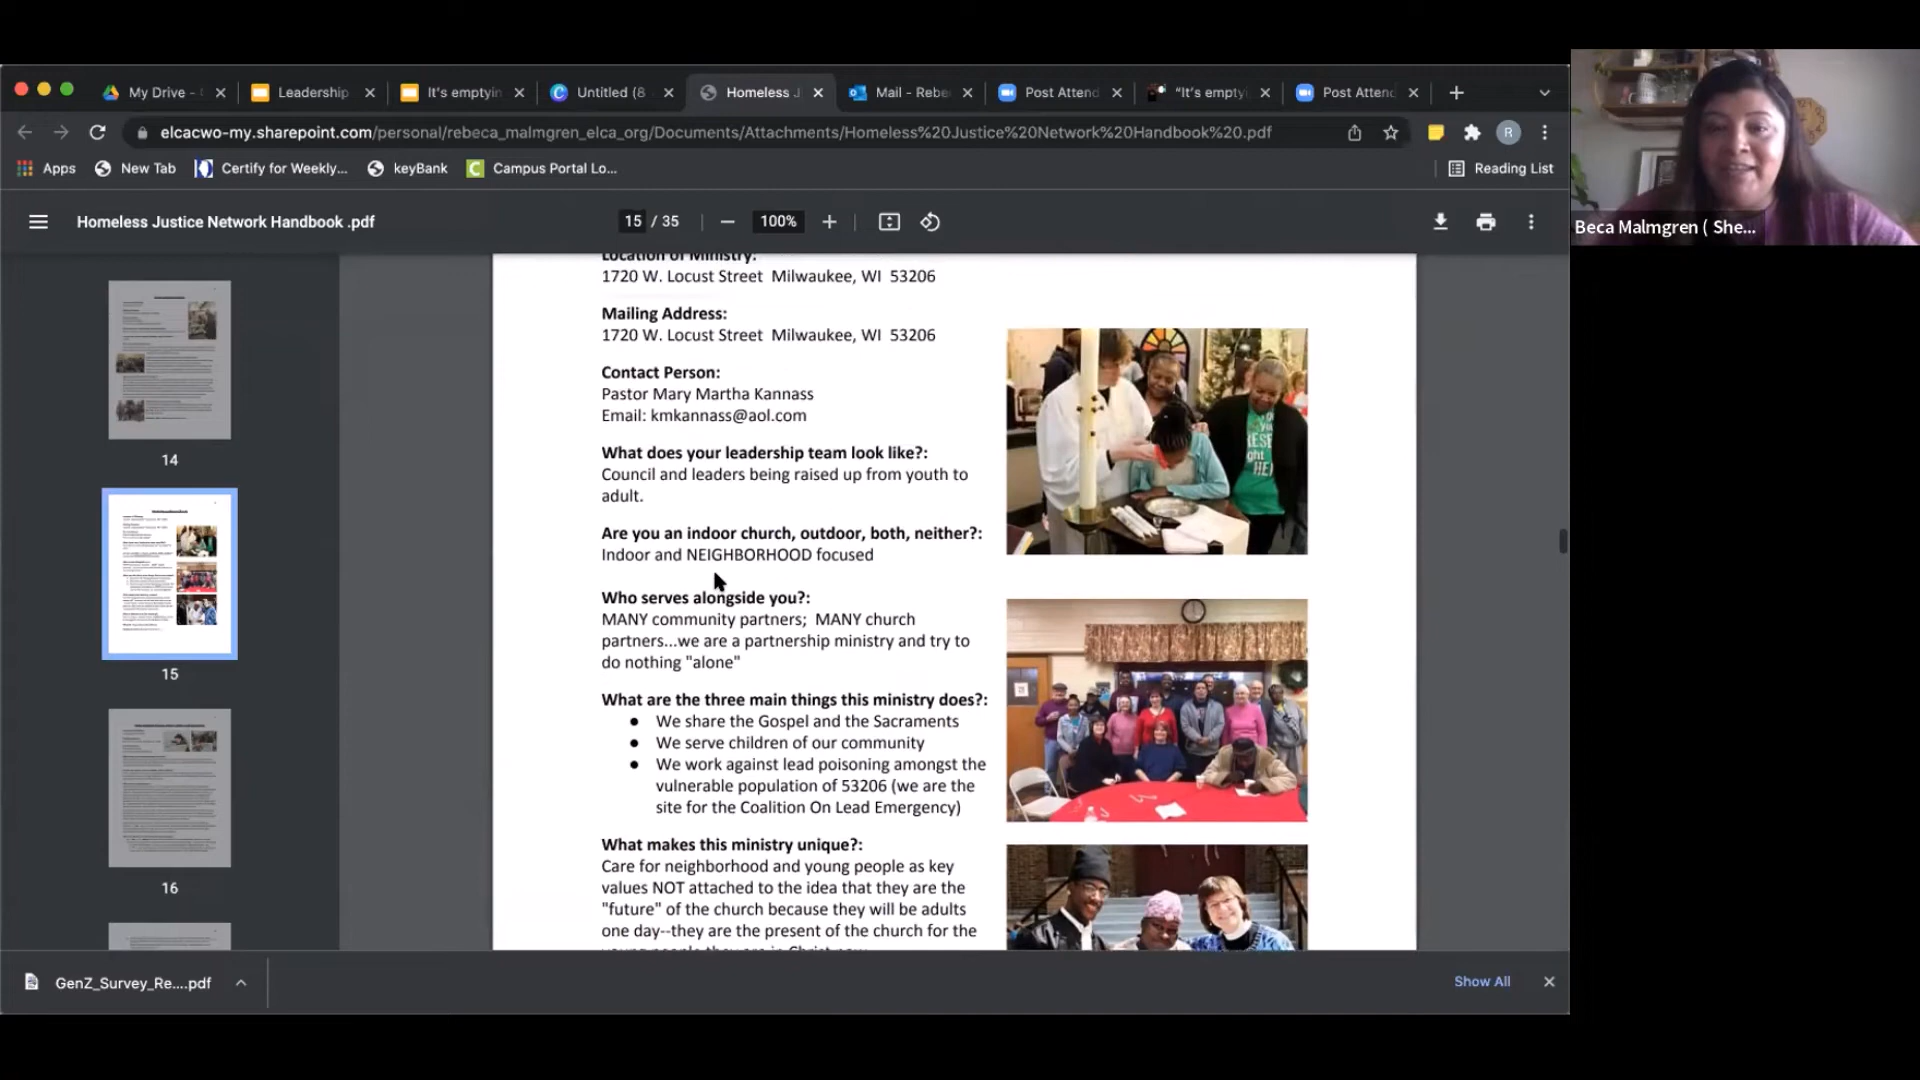 My Drive -
Leadership
It's emptyin
Untitled (8
Homeless J
Mail - Rebe
Post Attend
"It's empty
Post Attend
elcacwo-my.sharepoint.com/personal/rebeca_malmgren_elca_org/Documents/Attachments/Homeless%20Justice%20Network%20Handbook%20.pdf
R
Apps
New Tab
Certify for Weekly...
keyBank
Campus Portal Lo...
Reading List
Beca Malmgren ( She...
Homeless Justice Network Handbook .pdf
15 / 35
100%
Location of Ministry:
1720 W. Locust Street Milwaukee, WI 53206
Mailing Address:
1720 W. Locust Street Milwaukee, WI 53206
Contact Person:
Pastor Mary Martha Kannass
Email: kmkannass@aol.com
What does your leadership team look like?:
Council and leaders being raised up from youth to
adult.
Are you an indoor church, outdoor, both, neither?:
Indoor and NEIGHBORHOOD focused
Who serves alongside you?:
MANY community partners; MANY church
partners...we are a partnership ministry and try to
do nothing "alone"
What are the three main things this ministry does?:
● We share the Gospel and the Sacraments
● We serve children of our community
● We work against lead poisoning amongst the
vulnerable population of 53206 (we are the
site for the Coalition On Lead Emergency)
What makes this ministry unique?:
Care for neighborhood and young people as key
values NOT attached to the idea that they are the
"future" of the church because they will be adults
one day--they are the present of the church for the
14
15
16
GenZ_Survey_Re....pdf
Show All